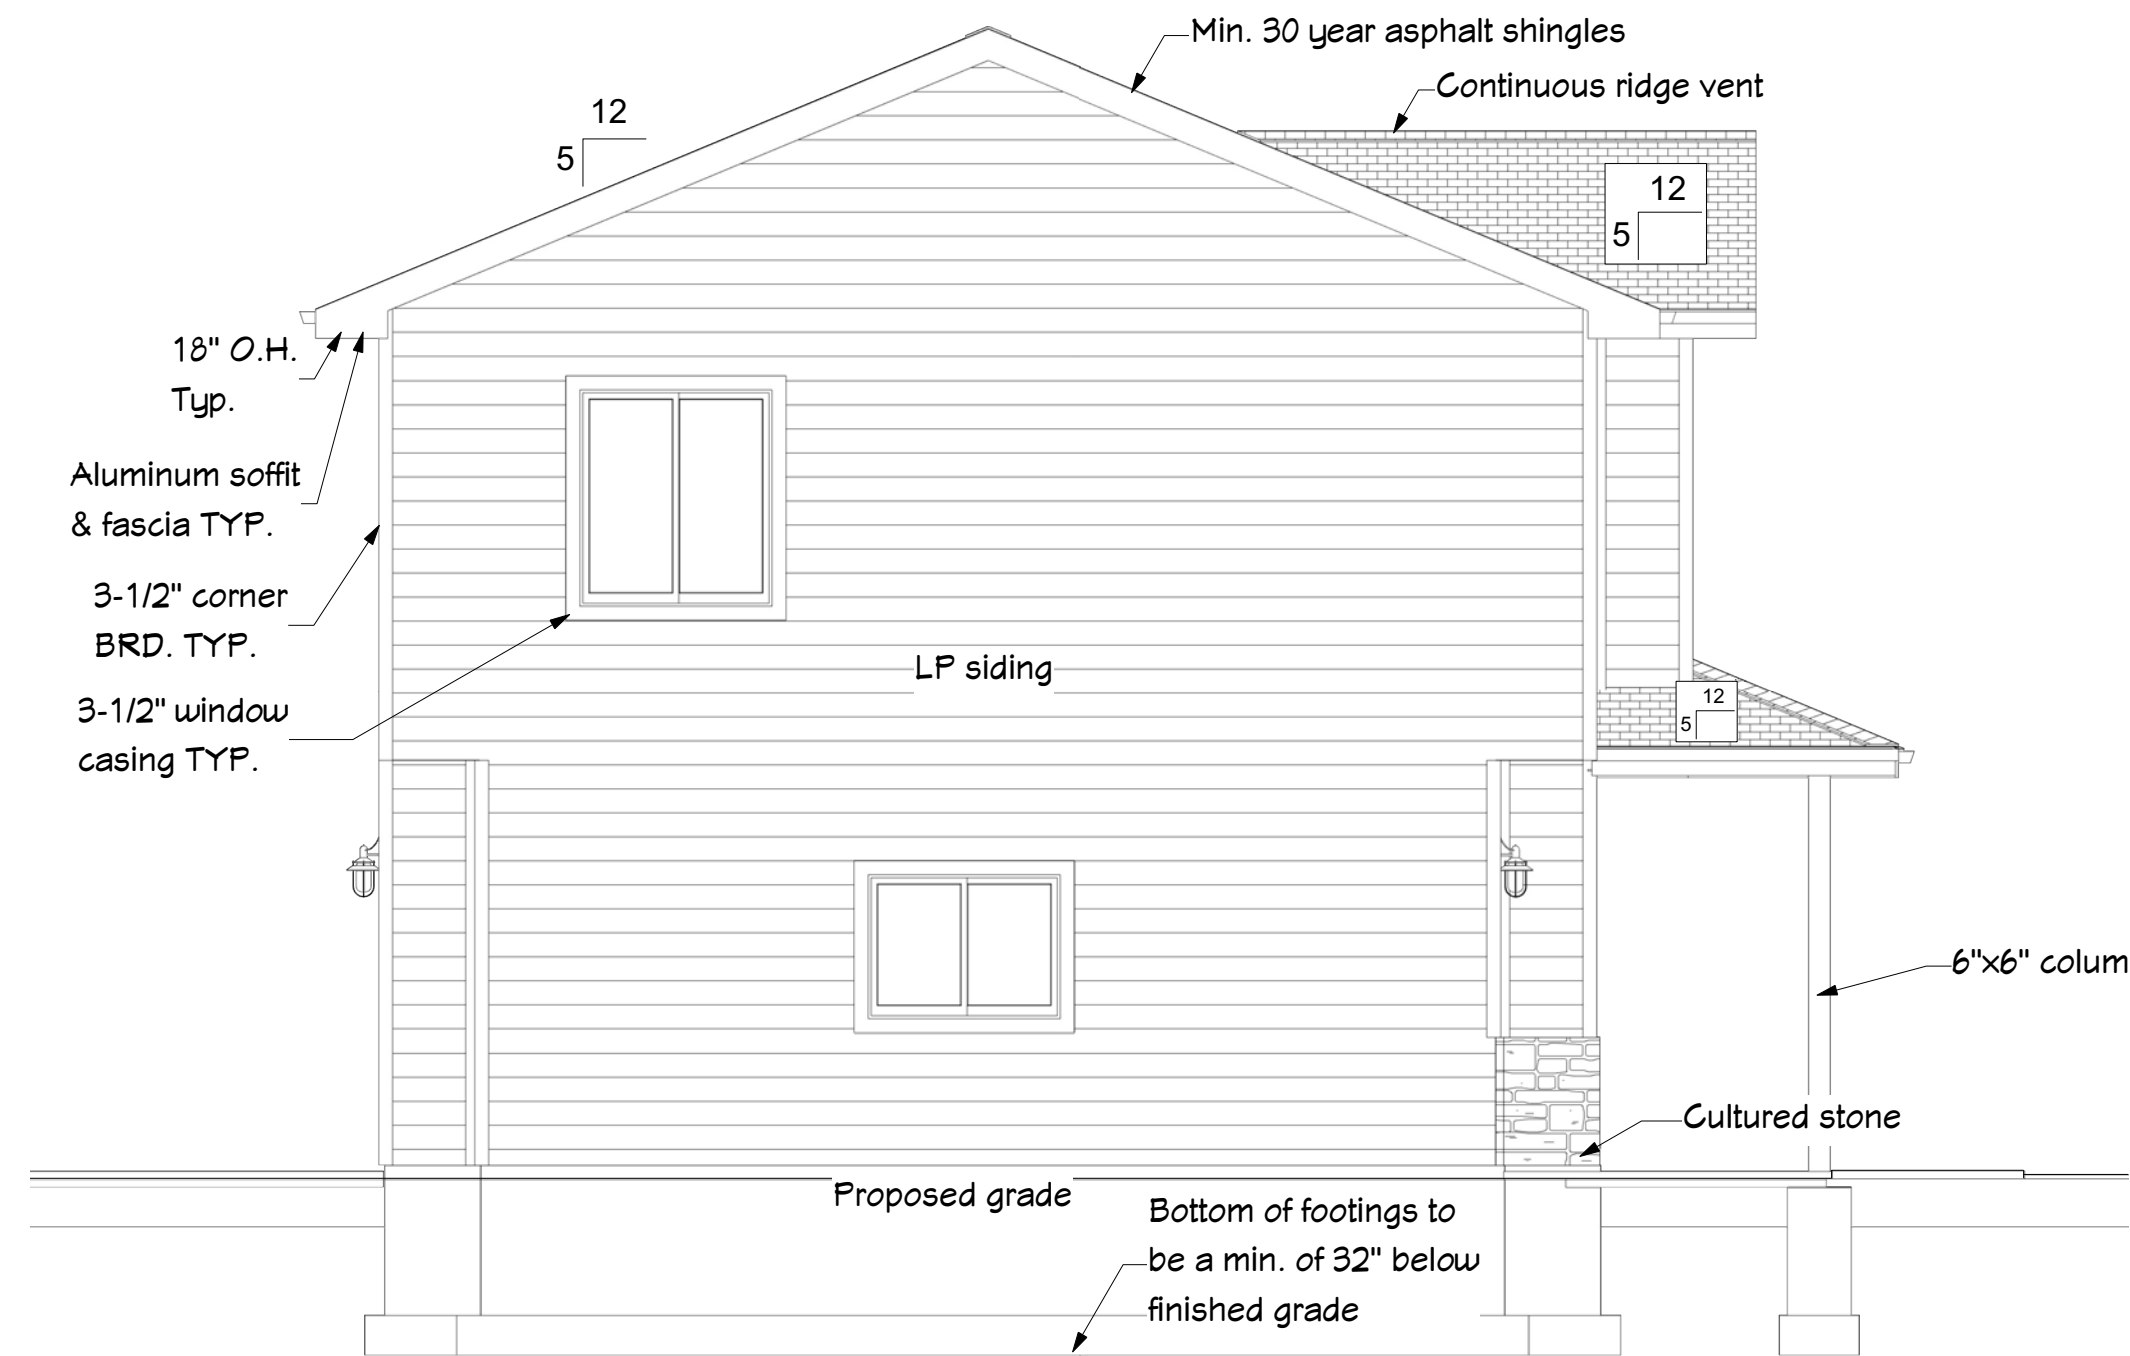 Min. 30 year asphalt shingles
Continuous ridge vent
12
5
12
5
18" O.H.
Typ.
Aluminum soffit
& fascia TYP.
3-1/2" corner
BRD. TYP.
3-1/2" window
casing TYP.
LP siding
12
5
6"x6" colum
Cultured stone
Proposed grade
Bottom of footings to
be a min. of 32" below
finished grade